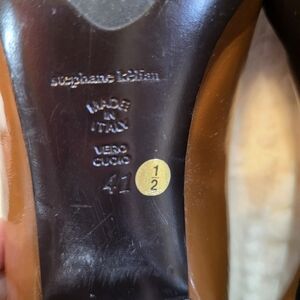 stephane kélian
MADE
IN
ITALY
VERO
CUOIO
41 1/2